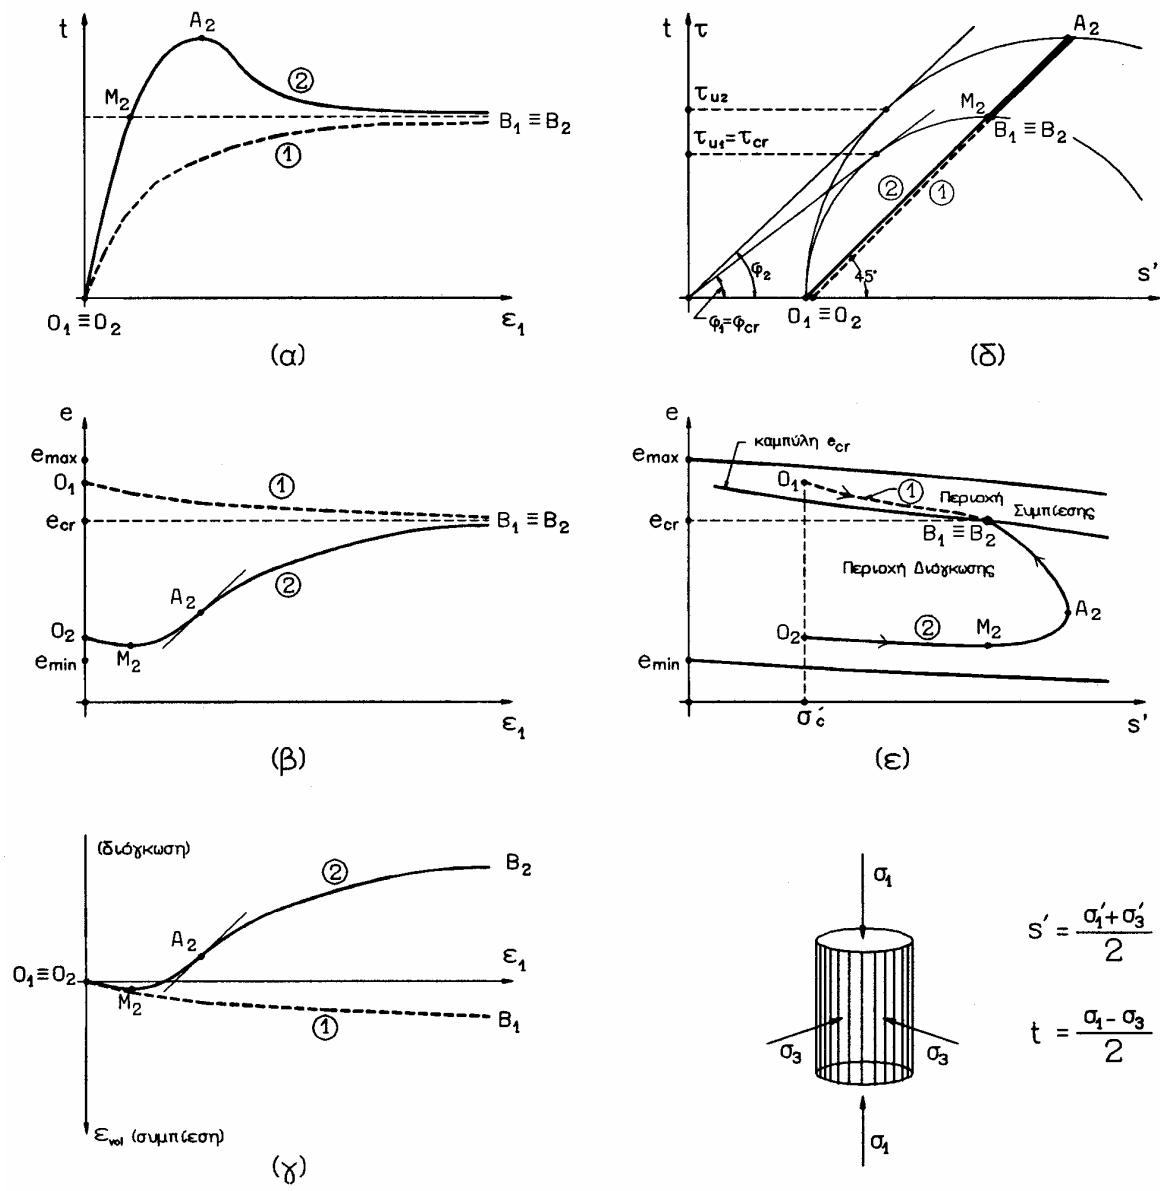 t
A₂
②
M₂
B₁ ≡ B₂
①
O₁ ≡ O₂
ε₁
(α)
t
τ
A₂
τu₂
M₂
B₁ ≡ B₂
τu₁=τcr
②
①
φ₂
45°
s'
φ₁=φcr
O₁ ≡ O₂
(δ)
e
emax
O₁
①
ecr
B₁ ≡ B₂
②
A₂
O₂
M₂
emin
ε₁
(β)
e
καμπύλη ecr
emax
O₁
①
Περιοχή
Συμπίεσης
ecr
B₁ ≡ B₂
Περιοχή Διόγκωσης
A₂
O₂
②
M₂
emin
σ'c
s'
(ε)
(διόγκωση)
②
B₂
A₂
ε₁
O₁≡O₂
M₂
①
B₁
εvol (συμπίεση)
(γ)
σ₁
s' = σ₁'+σ₃' / 2
σ₃
σ₃
t = σ₁-σ₃ / 2
σ₁